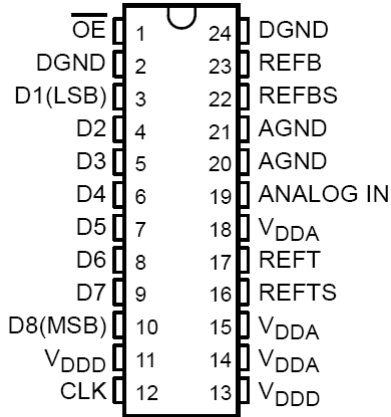 OE 1 24 DGND
DGND 2 23 REFB
D1(LSB) 3 22 REFBS
D2 4 21 AGND
D3 5 20 AGND
D4 6 19 ANALOG IN
D5 7 18 VDDA
D6 8 17 REFT
D7 9 16 REFTS
D8(MSB) 10 15 VDDA
VDDD 11 14 VDDA
CLK 12 13 VDDD